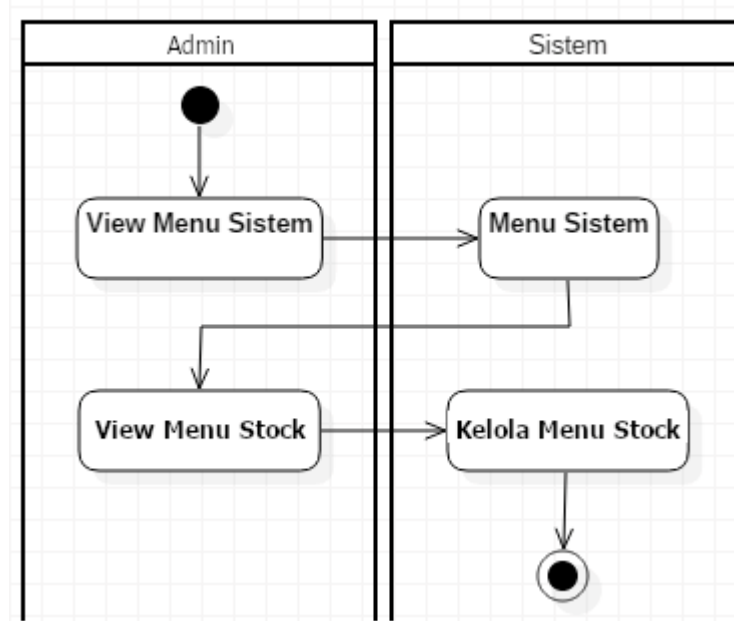 Admin
Sistem
View Menu Sistem
Menu Sistem
View Menu Stock
Kelola Menu Stock